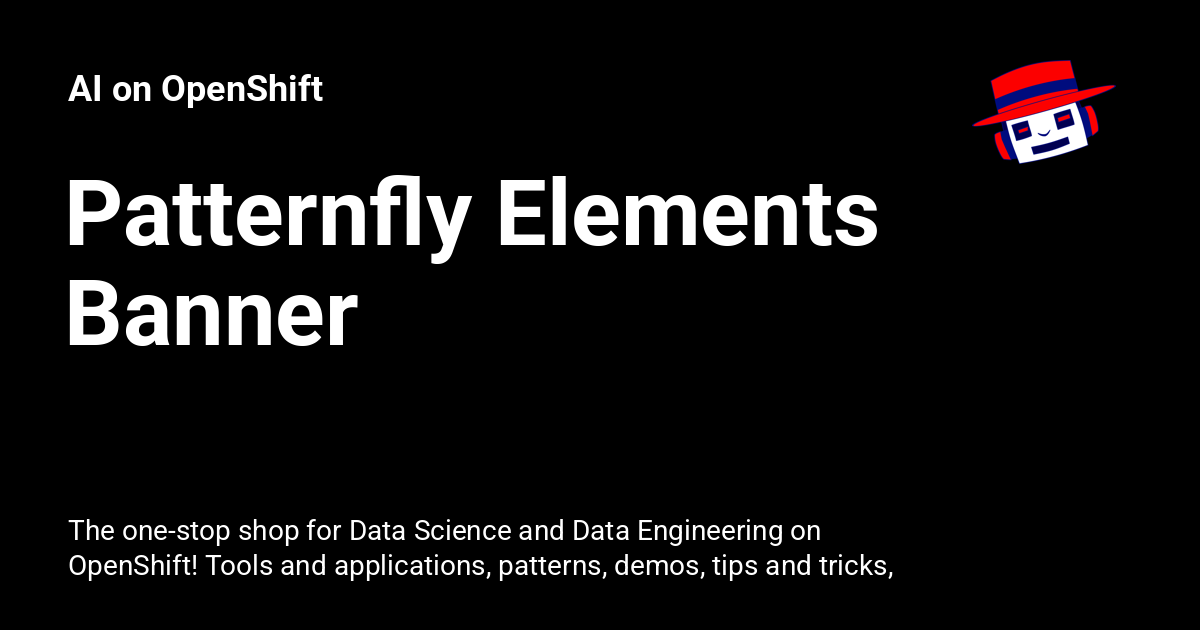 AI on OpenShift
Patternfly Elements
Banner
The one-stop shop for Data Science and Data Engineering on
OpenShift! Tools and applications, patterns, demos, tips and tricks,